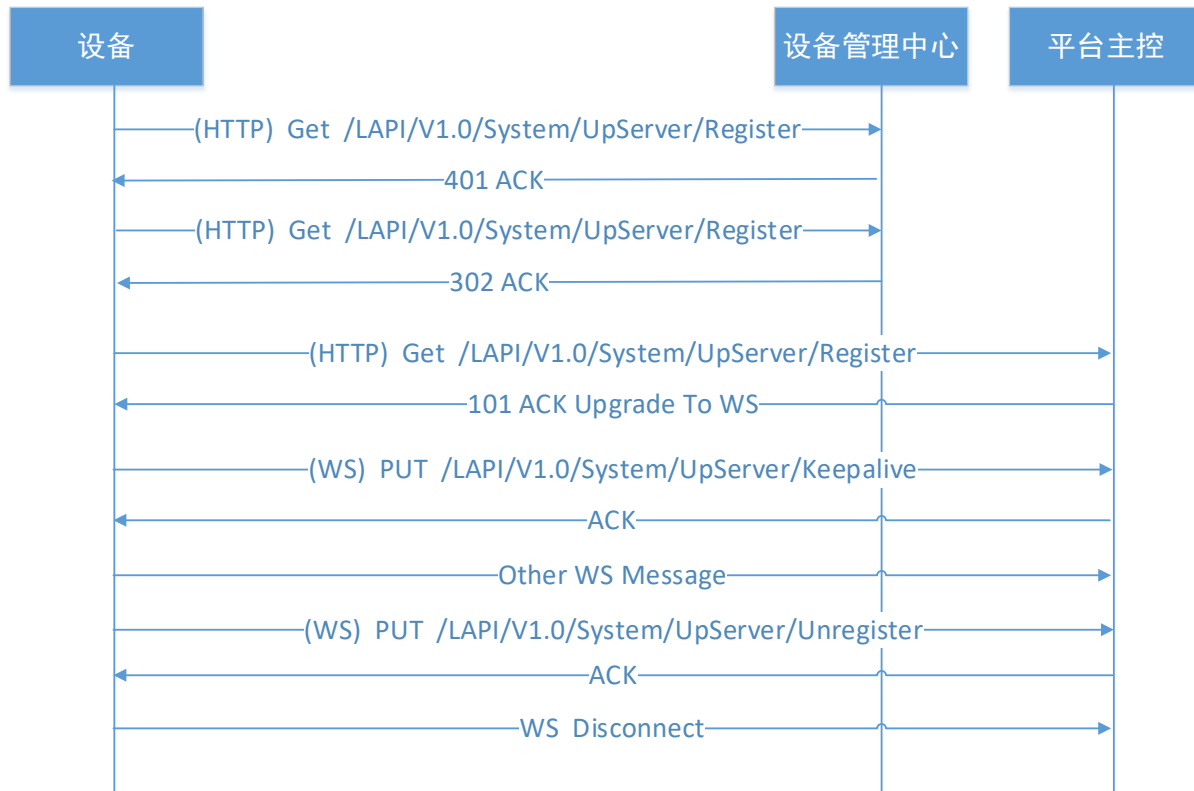 设备
设备管理中心
平台主控
(HTTP) Get /LAPI/V1.0/System/UpServer/Register
401 ACK
(HTTP) Get /LAPI/V1.0/System/UpServer/Register
302 ACK
(HTTP) Get /LAPI/V1.0/System/UpServer/Register
101 ACK Upgrade To WS
(WS) PUT /LAPI/V1.0/System/UpServer/Keepalive
ACK
Other WS Message
(WS) PUT /LAPI/V1.0/System/UpServer/Unregister
ACK
WS Disconnect